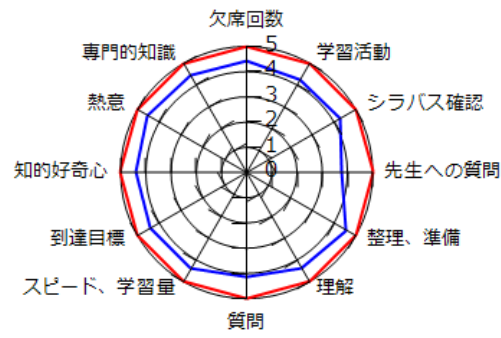 欠席回数
専門的知識
学習活動
熱意
シラバス確認
知的好奇心
先生への質問
到達目標
整理、準備
スピード、学習量
理解
質問
5
4
3
2
1
0